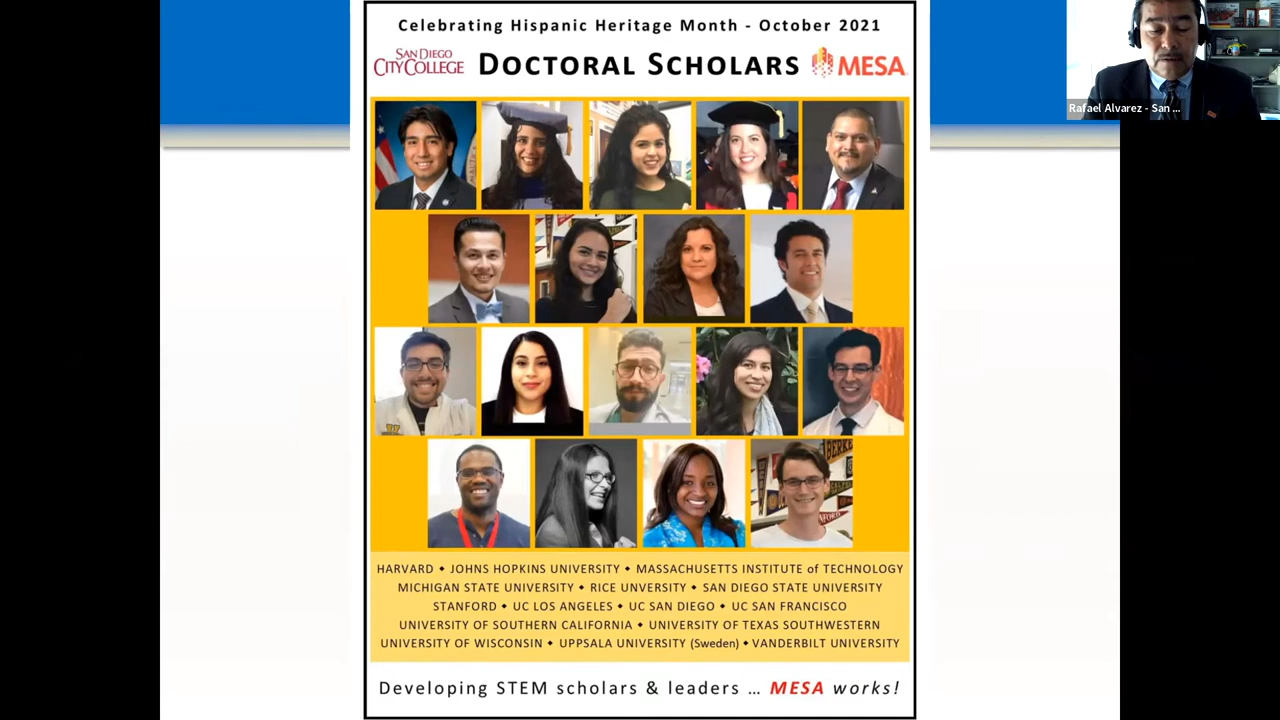 Celebrating Hispanic Heritage Month - October 2021
SAN DIEGO
CITY COLLEGE
DOCTORAL SCHOLARS
MESA
Rafael Alvarez - San ...
BERKE
FORD
HARVARD ◆ JOHNS HOPKINS UNIVERSITY ◆ MASSACHUSETTS INSTITUTE of TECHNOLOGY
MICHIGAN STATE UNIVERSITY ◆ RICE UNVERSITY ◆ SAN DIEGO STATE UNIVERSITY
STANFORD ◆ UC LOS ANGELES ◆ UC SAN DIEGO ◆ UC SAN FRANCISCO
UNIVERSITY OF SOUTHERN CALIFORNIA ◆ UNIVERSITY OF TEXAS SOUTHWESTERN
UNIVERSITY OF WISCONSIN ◆ UPPSALA UNIVERSITY (Sweden) ◆ VANDERBILT UNIVERSITY
Developing STEM scholars & leaders … MESA works!